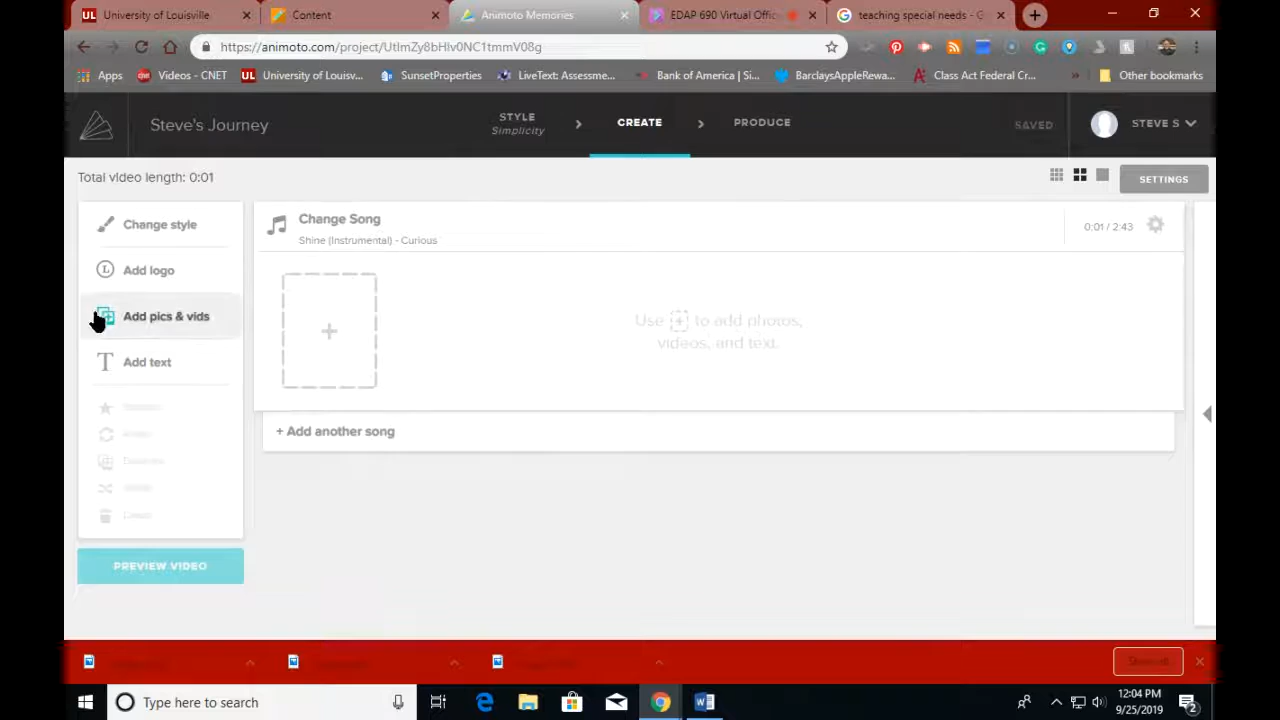 UL University of Louisville
Content
Animoto Memories
EDAP 690 Virtual Offic
teaching special needs - G
https://animoto.com/project/UtlmZy8bHlv0NC1tmmV08g
Apps
Videos - CNET
UL University of Louisv...
SunsetProperties
LiveText: Assessme...
Bank of America | Si...
BarclaysAppleRewa...
Class Act Federal Cr...
»
Other bookmarks
Steve's Journey
STYLE
Simplicity
CREATE
PRODUCE
SAVED
STEVE S
Total video length: 0:01
SETTINGS
Change style
Add logo
Add pics & vids
Add text
PREVIEW VIDEO
Change Song
Shine (Instrumental) - Curious
0:01 / 2:43
Use + to add photos,
videos, and text.
+ Add another song
Type here to search
12:04 PM
9/25/2019
2